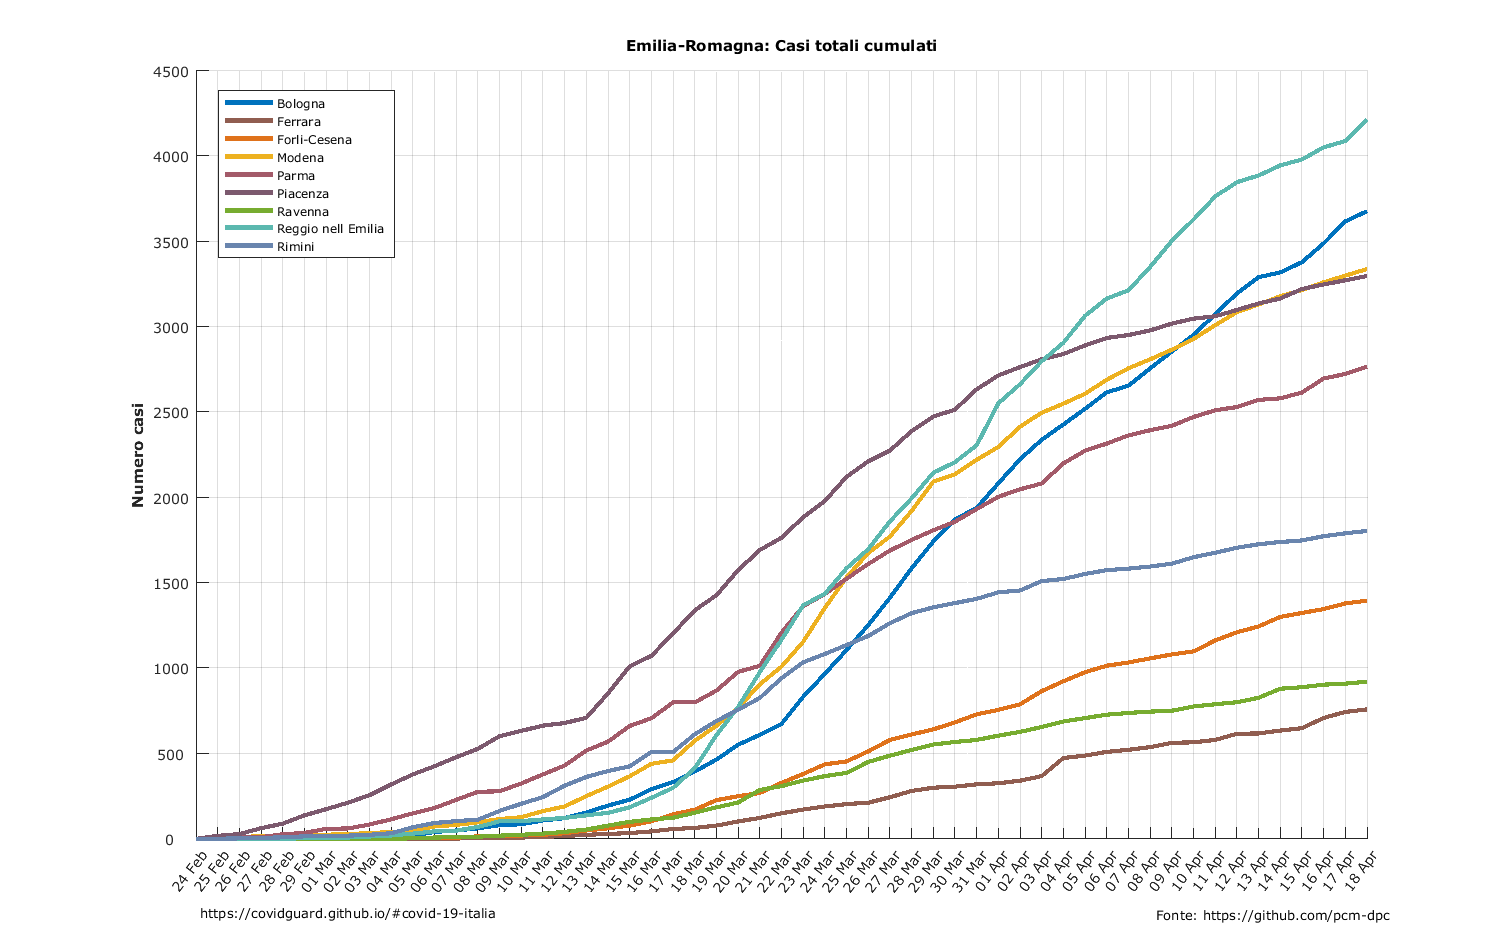 Emilia-Romagna: Casi totali cumulati
4500
4000
3500
3000
2500
2000
1500
1000
500
0
Numero casi
Bologna
Ferrara
Forli-Cesena
Modena
Parma
Piacenza
Ravenna
Reggio nell Emilia
Rimini
24 Feb
25 Feb
26 Feb
27 Feb
28 Feb
29 Feb
01 Mar
02 Mar
03 Mar
04 Mar
05 Mar
06 Mar
07 Mar
08 Mar
09 Mar
10 Mar
11 Mar
12 Mar
13 Mar
14 Mar
15 Mar
16 Mar
17 Mar
18 Mar
19 Mar
20 Mar
21 Mar
22 Mar
23 Mar
24 Mar
25 Mar
26 Mar
27 Mar
28 Mar
29 Mar
30 Mar
31 Mar
01 Apr
02 Apr
03 Apr
04 Apr
05 Apr
06 Apr
07 Apr
08 Apr
09 Apr
10 Apr
11 Apr
12 Apr
13 Apr
14 Apr
15 Apr
16 Apr
17 Apr
18 Apr
https://covidguard.github.io/#covid-19-italia
Fonte: https://github.com/pcm-dpc